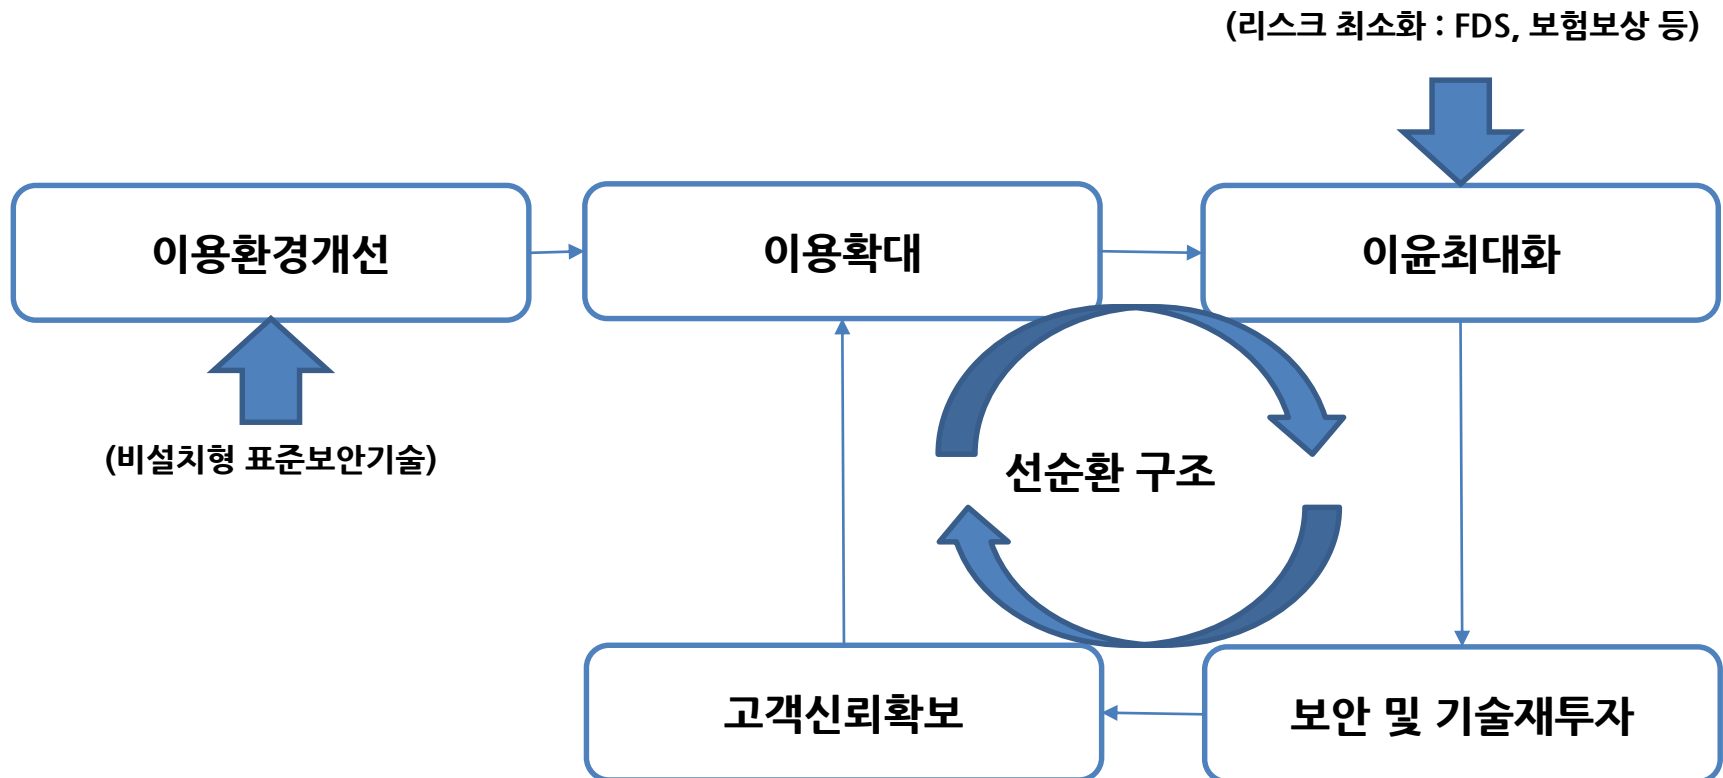 (리스크 최소화 : FDS, 보험보상 등)
이용환경개선
이용확대
이윤최대화
(비설치형 표준보안기술)
선순환 구조
고객신뢰확보
보안 및 기술재투자